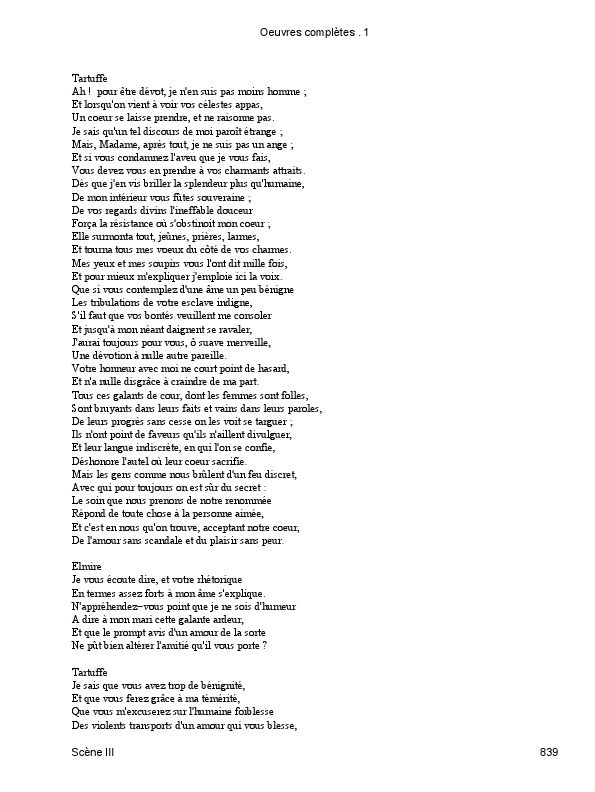 Oeuvres complètes . 1
Tartuffe
Ah !  pour être dévot, je n'en suis pas moins homme ;
Et lorsqu'on vient à voir vos célestes appas,
Un coeur se laisse prendre, et ne raisonne pas.
Je sais qu'un tel discours de moi paroît étrange ;
Mais, Madame, après tout, je ne suis pas un ange ;
Et si vous condamnez l'aveu que je vous fais,
Vous devez vous en prendre à vos charmants attraits.
Dès que j'en vis briller la splendeur plus qu'humaine,
De mon intérieur vous fûtes souveraine ;
De vos regards divins l'ineffable douceur
Força la résistance où s'obstinoit mon coeur ;
Elle surmonta tout, jeûnes, prières, larmes,
Et tourna tous mes voeux du côté de vos charmes.
Mes yeux et mes soupirs vous l'ont dit mille fois,
Et pour mieux m'expliquer j'emploie ici la voix.
Que si vous contemplez d'une âme un peu bénigne
Les tribulations de votre esclave indigne,
S'il faut que vos bontés veuillent me consoler
Et jusqu'à mon néant daignent se ravaler,
J'aurai toujours pour vous, ô suave merveille,
Une dévotion à nulle autre pareille.
Votre honneur avec moi ne court point de hasard,
Et n'a nulle disgrâce à craindre de ma part.
Tous ces galants de cour, dont les femmes sont folles,
Sont bruyants dans leurs faits et vains dans leurs paroles,
De leurs progrès sans cesse on les voit se targuer ;
Ils n'ont point de faveurs qu'ils n'aillent divulguer,
Et leur langue indiscrète, en qui l'on se confie,
Déshonore l'autel où leur coeur sacrifie.
Mais les gens comme nous brûlent d'un feu discret,
Avec qui pour toujours on est sûr du secret :
Le soin que nous prenons de notre renommée
Répond de toute chose à la personne aimée,
Et c'est en nous qu'on trouve, acceptant notre coeur,
De l'amour sans scandale et du plaisir sans peur.
Elmire
Je vous écoute dire, et votre rhétorique
En termes assez forts à mon âme s'explique.
N'appréhendez−vous point que je ne sois d'humeur
A dire à mon mari cette galante ardeur,
Et que le prompt avis d'un amour de la sorte
Ne pût bien altérer l'amitié qu'il vous porte ?
Tartuffe
Je sais que vous avez trop de bénignité,
Et que vous ferez grâce à ma témérité,
Que vous m'excuserez sur l'humaine foiblesse
Des violents transports d'un amour qui vous blesse,
Scène III
839